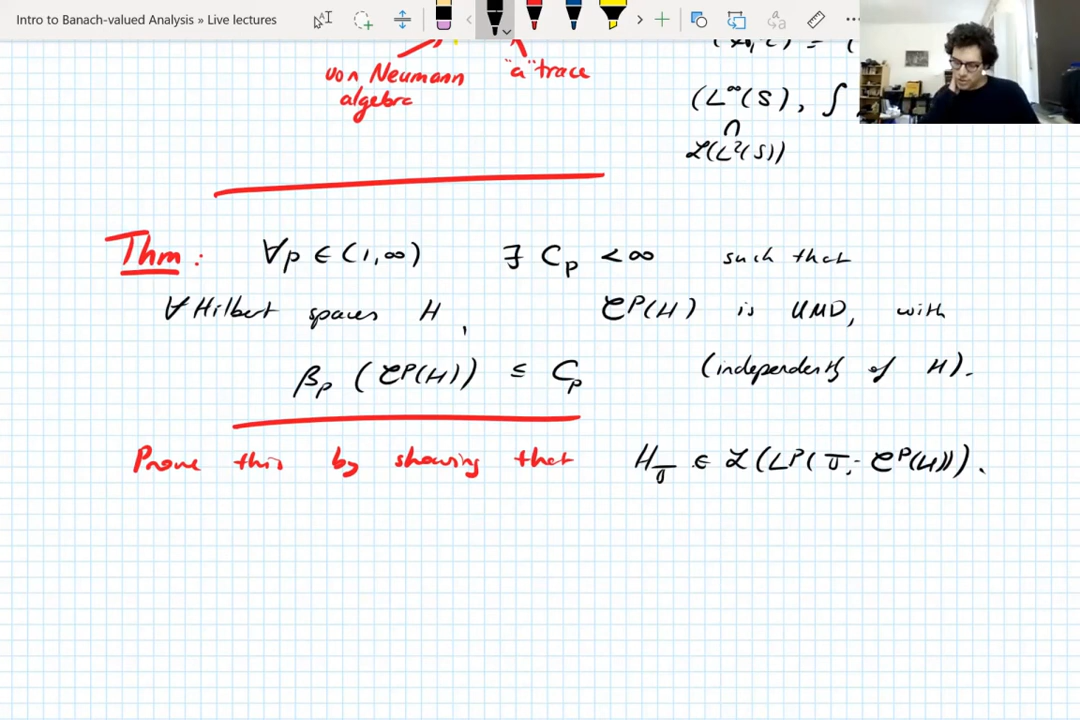 Intro to Banach-valued Analysis » Live lectures
von Neumann "a" trace
algebra
(L^∞(S), ∫
∩
ℒ(L²(S))
Thm: ∀p ∈ (1,∞) ∃ C_p < ∞ such that
∀ Hilbert spaces H, 𝒞^p(H) is UMD, with
β_p (𝒞^p(H)) ≤ C_p (independently of H).
Prove this by showing that H_𝕋 ∈ ℒ(L^p(𝕋; 𝒞^p(H))).